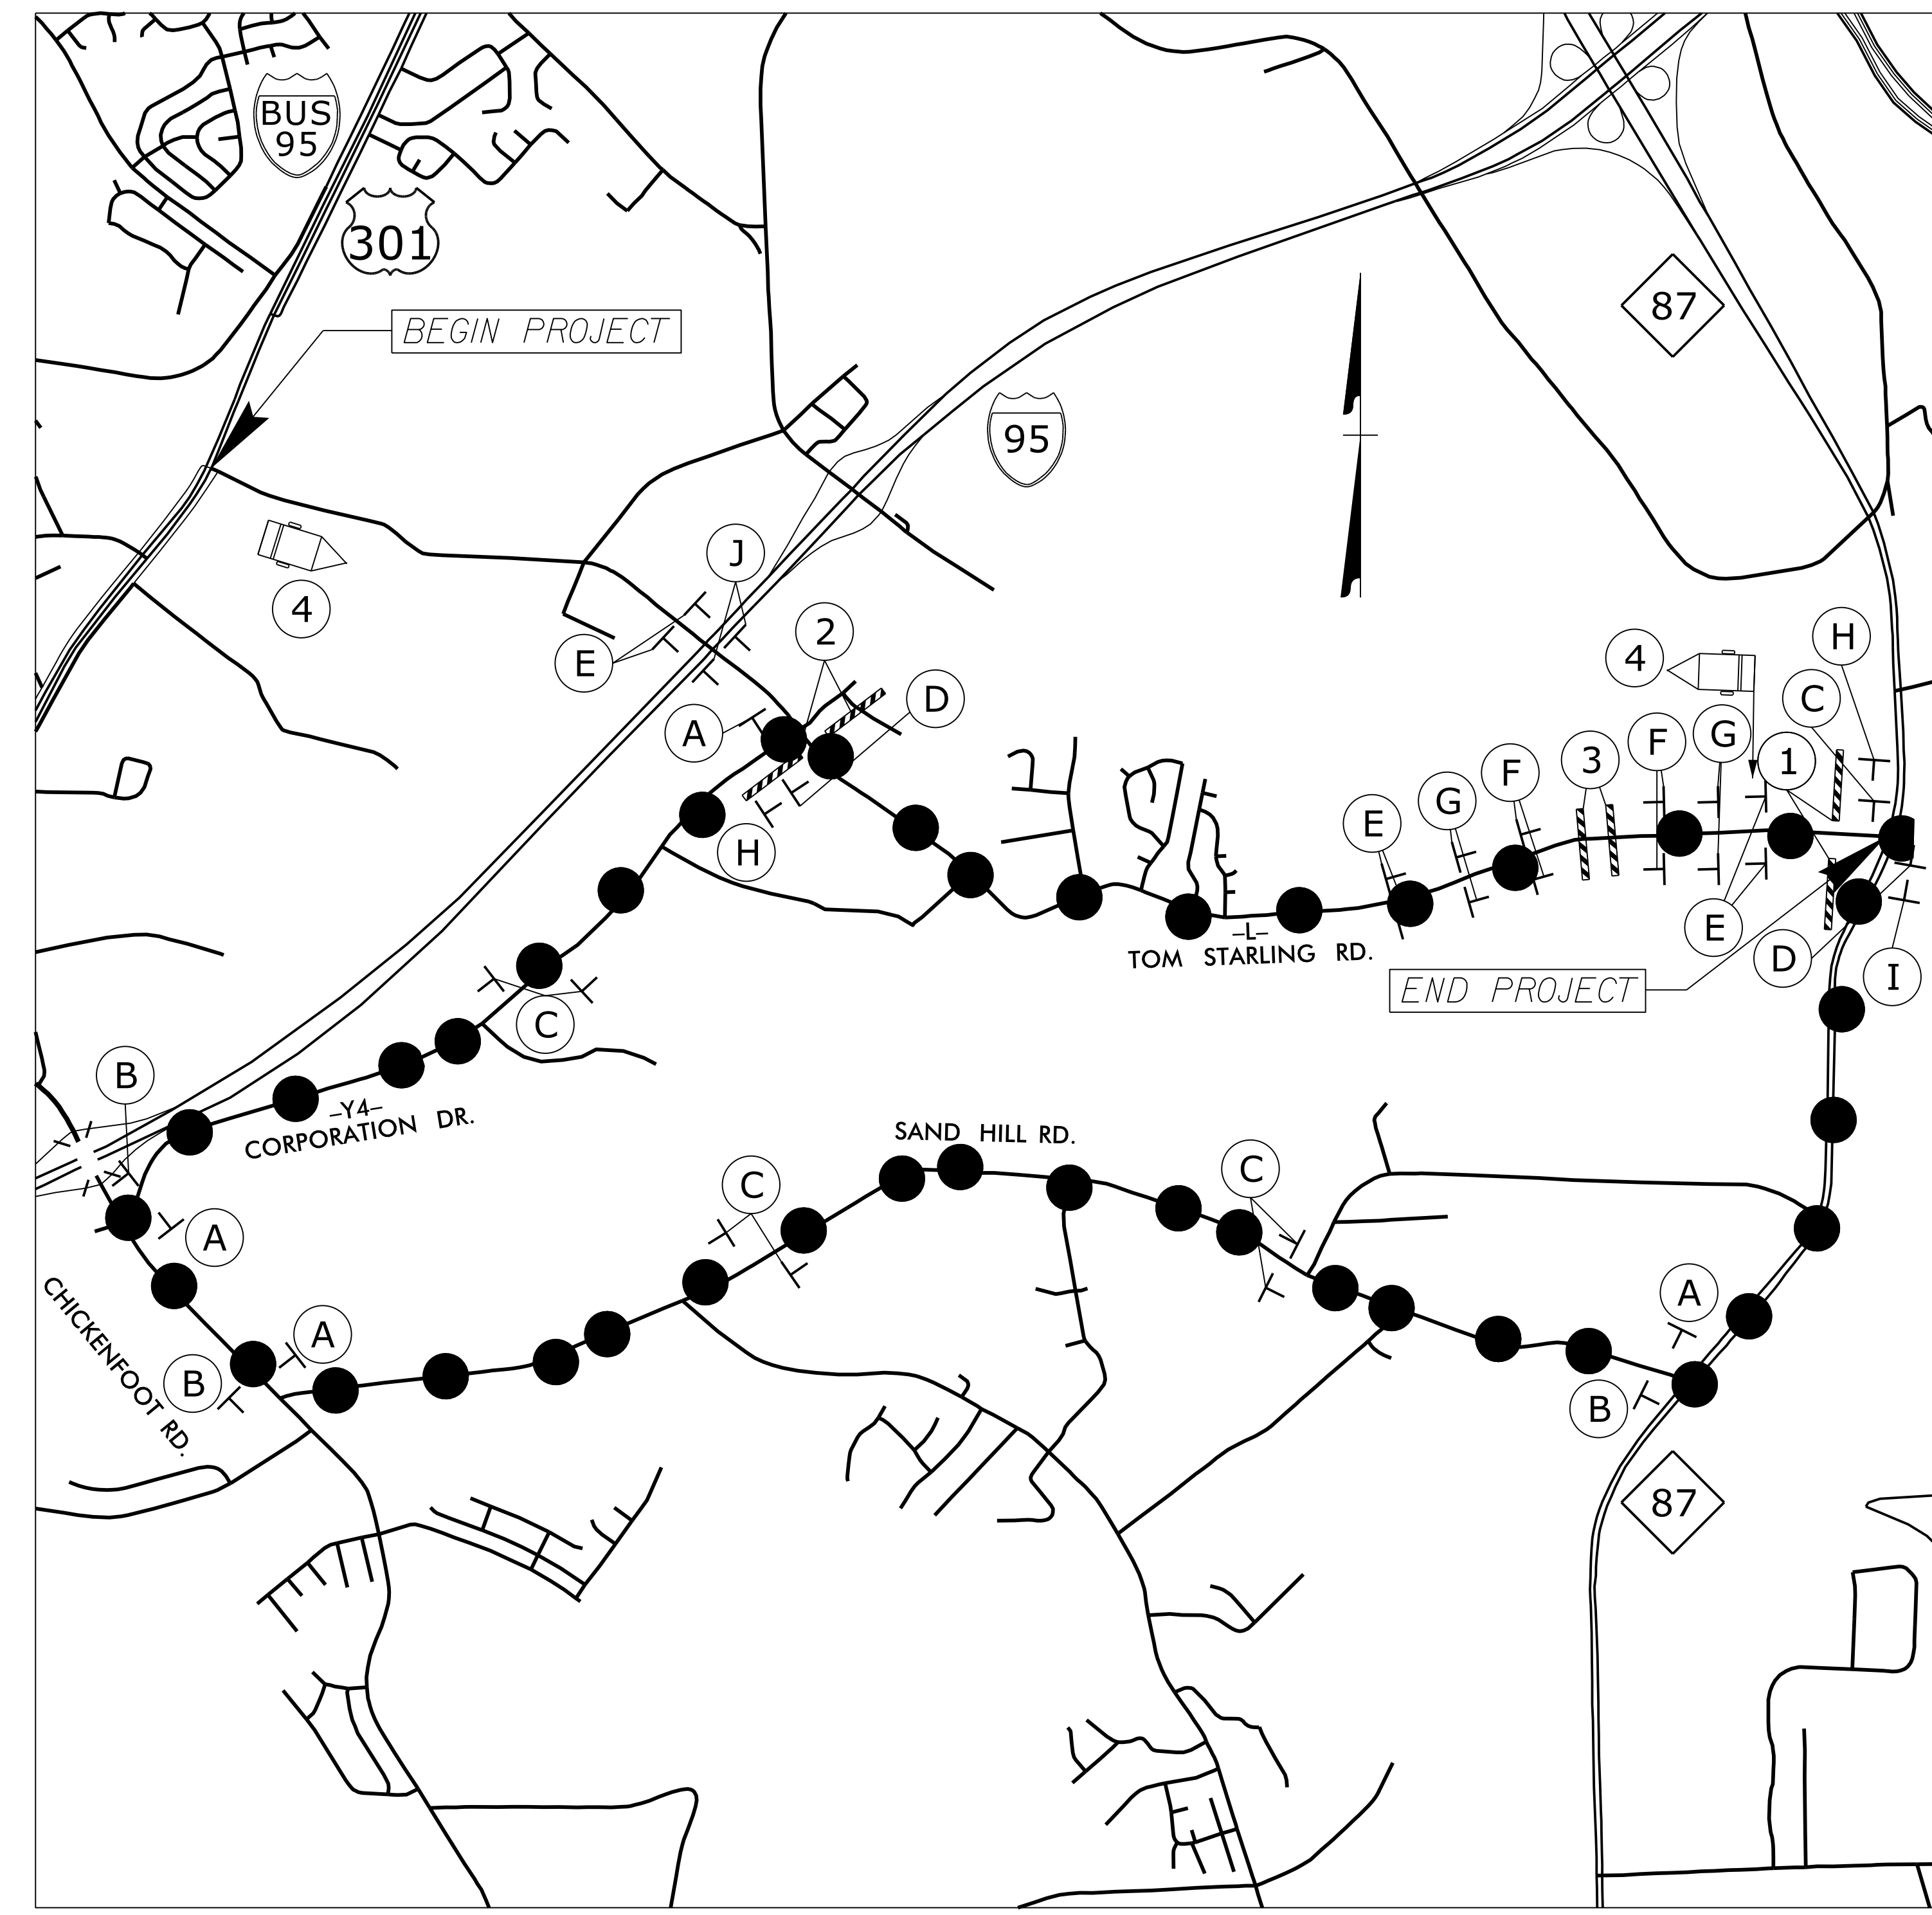 BUS
95
301
87
BEGIN PROJECT
95
J
4
2
E
D
A
H
4
H
C
F
G
1
3
F
G
E
H
–L–
TOM STARLING RD.
E
D
I
END PROJECT
C
B
–Y4–
CORPORATION DR.
SAND HILL RD.
C
C
A
A
A
B
B
CHICKENFOOT RD.
87